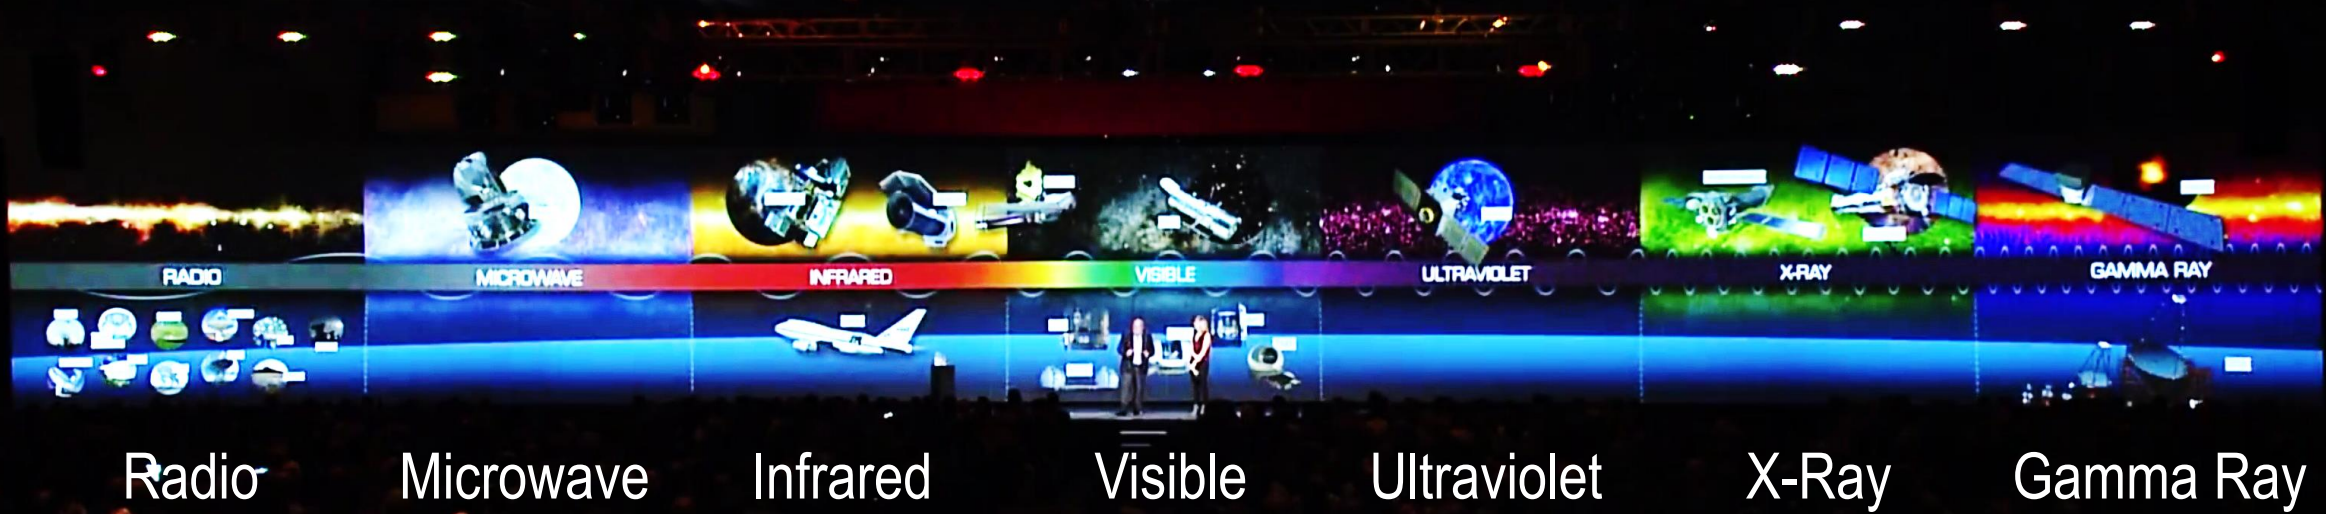 RADIO MICROWAVE INFRARED VISIBLE ULTRAVIOLET X-RAY GAMMA RAY
Radio Microwave Infrared Visible Ultraviolet X-Ray Gamma Ray